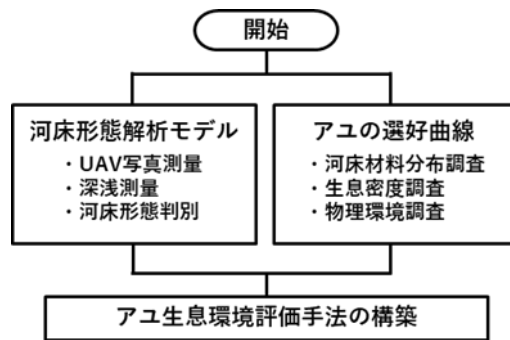 開始
河床形態解析モデル
・UAV写真測量
・深浅測量
・河床形態判別
アユの選好曲線
・河床材料分布調査
・生息密度調査
・物理環境調査
アユ生息環境評価手法の構築